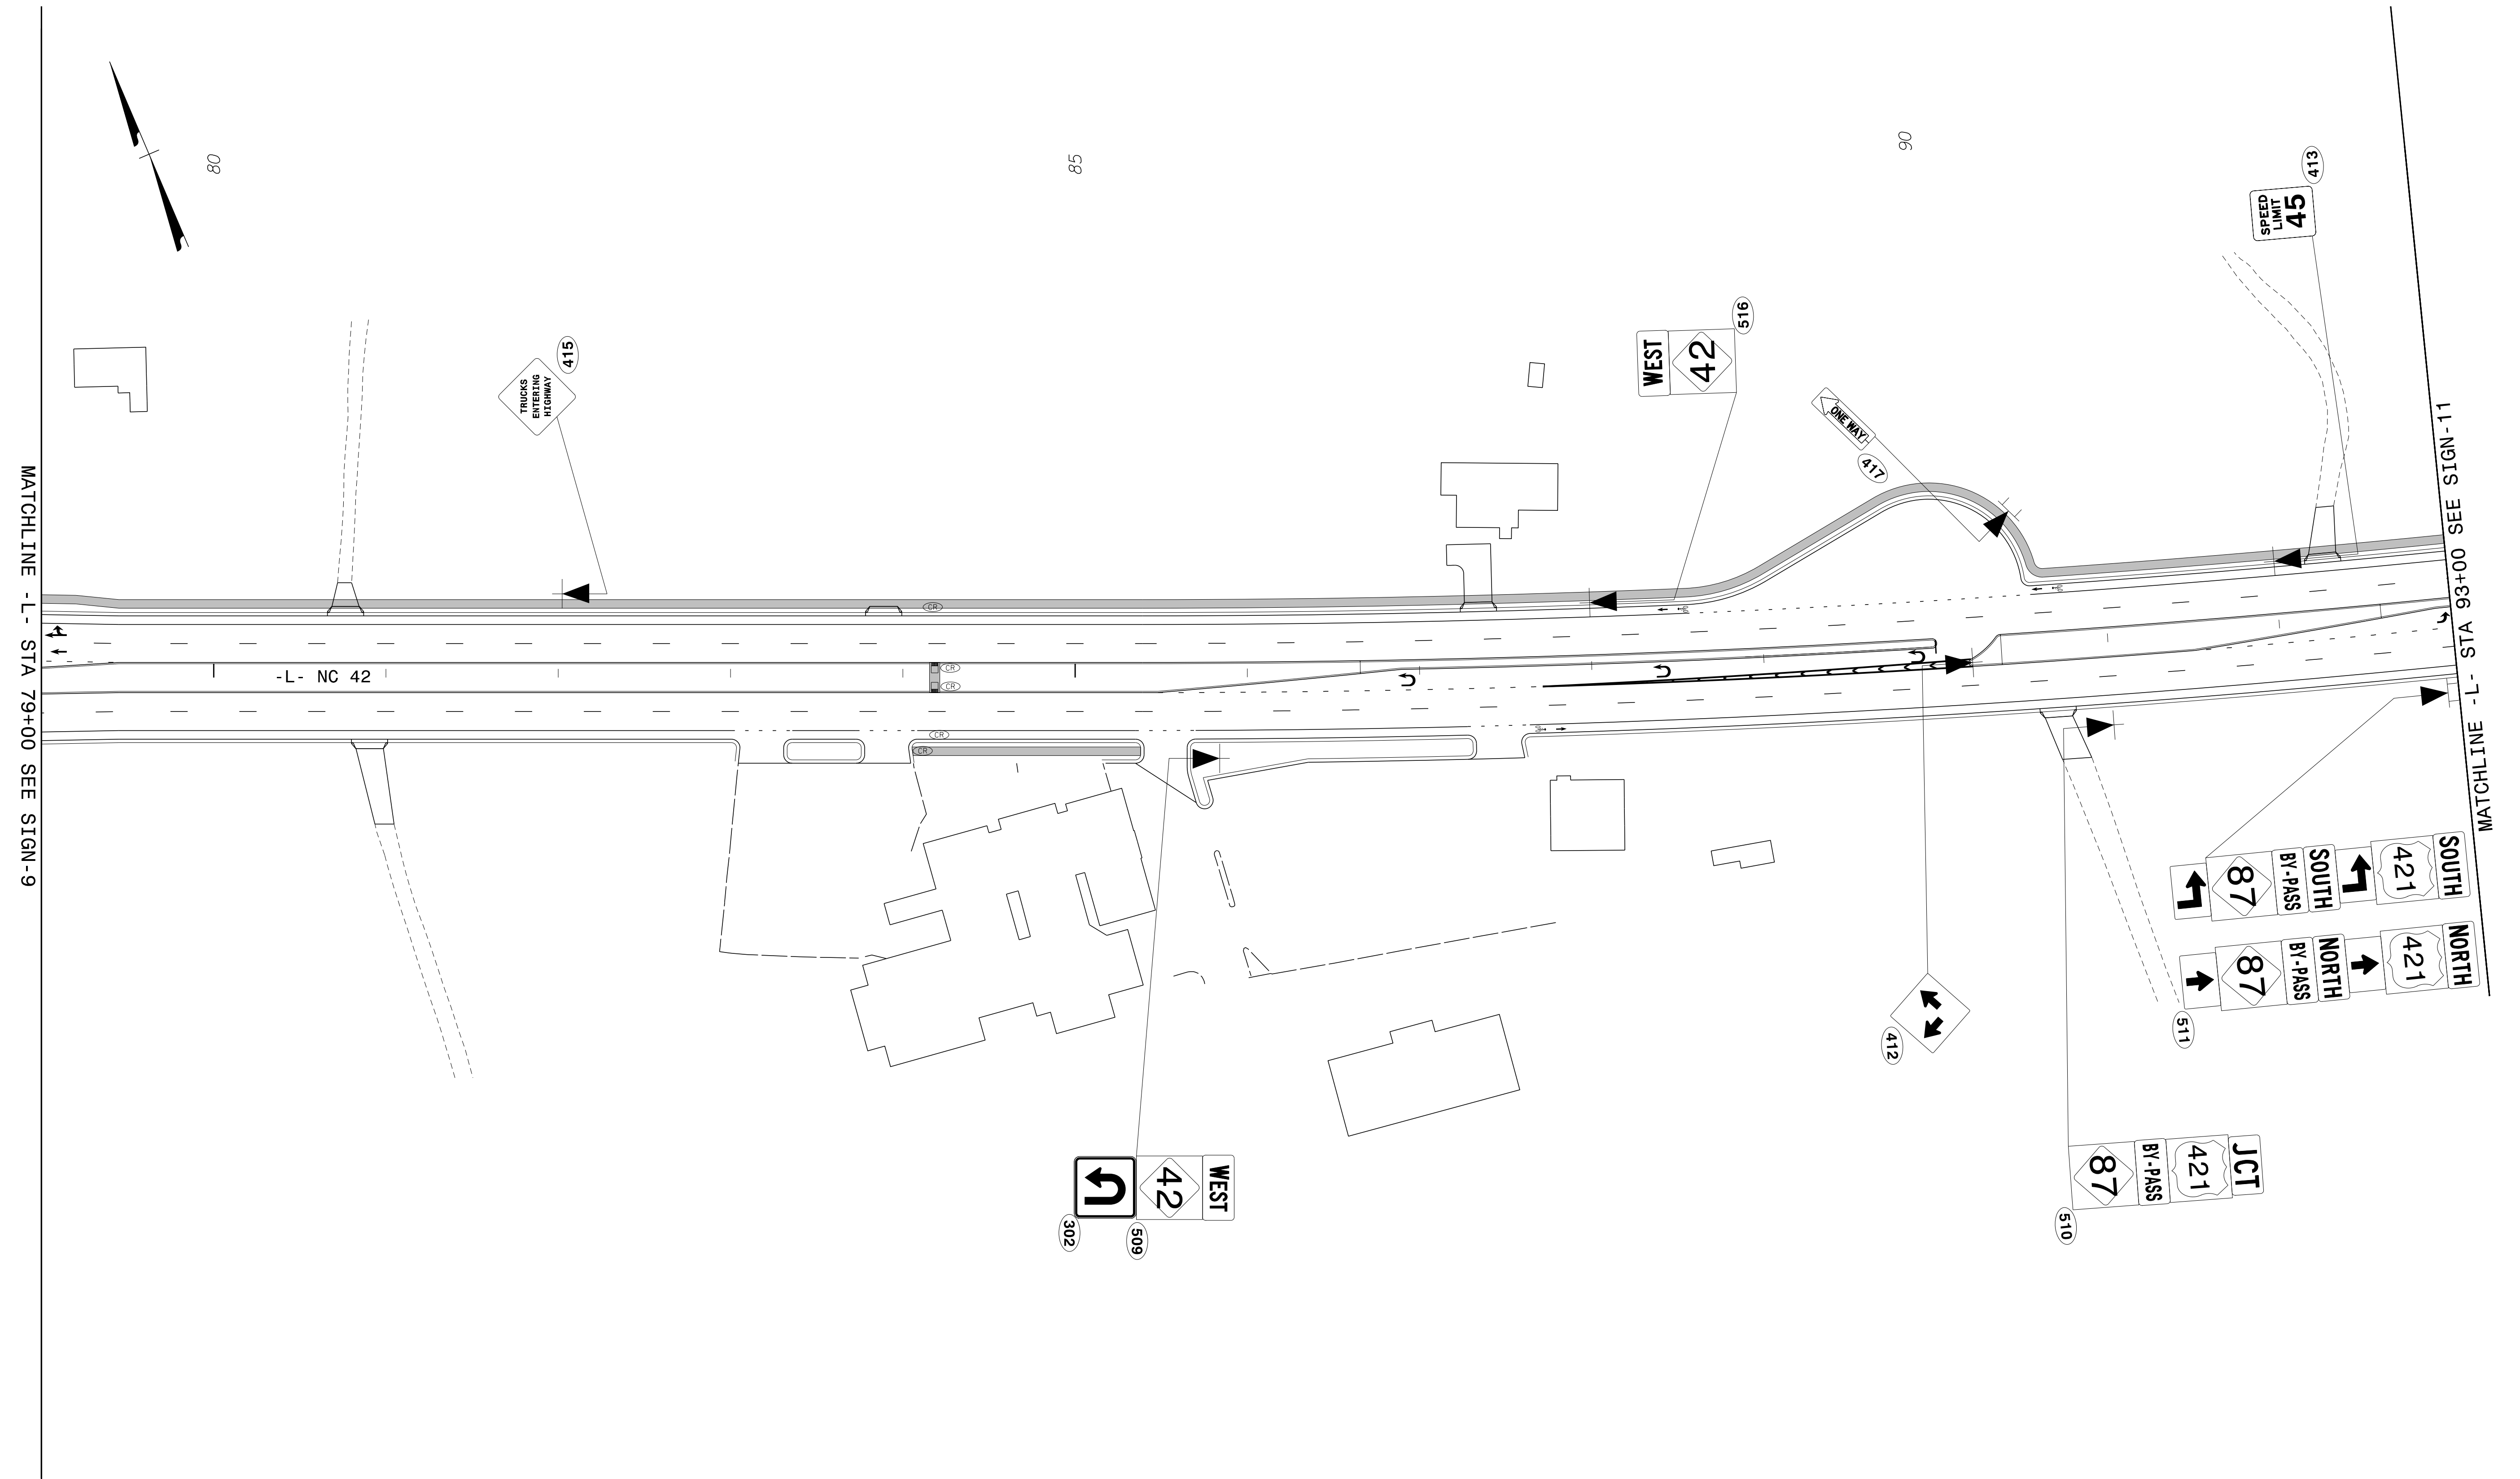 80
85
90
413
SPEED
LIMIT
45
516
WEST
42
415
TRUCKS
ENTERING
HIGHWAY
ONE WAY
417
MATCHLINE -L- STA 79+00 SEE SIGN-9
MATCHLINE -L- STA 93+00 SEE SIGN-11
CR
CR
CR
-L- NC 42
CR
CR
SOUTH
421
SOUTH
BY-PASS
87
NORTH
421
NORTH
BY-PASS
87
511
412
JCT
421
BY-PASS
87
510
WEST
42
509
302